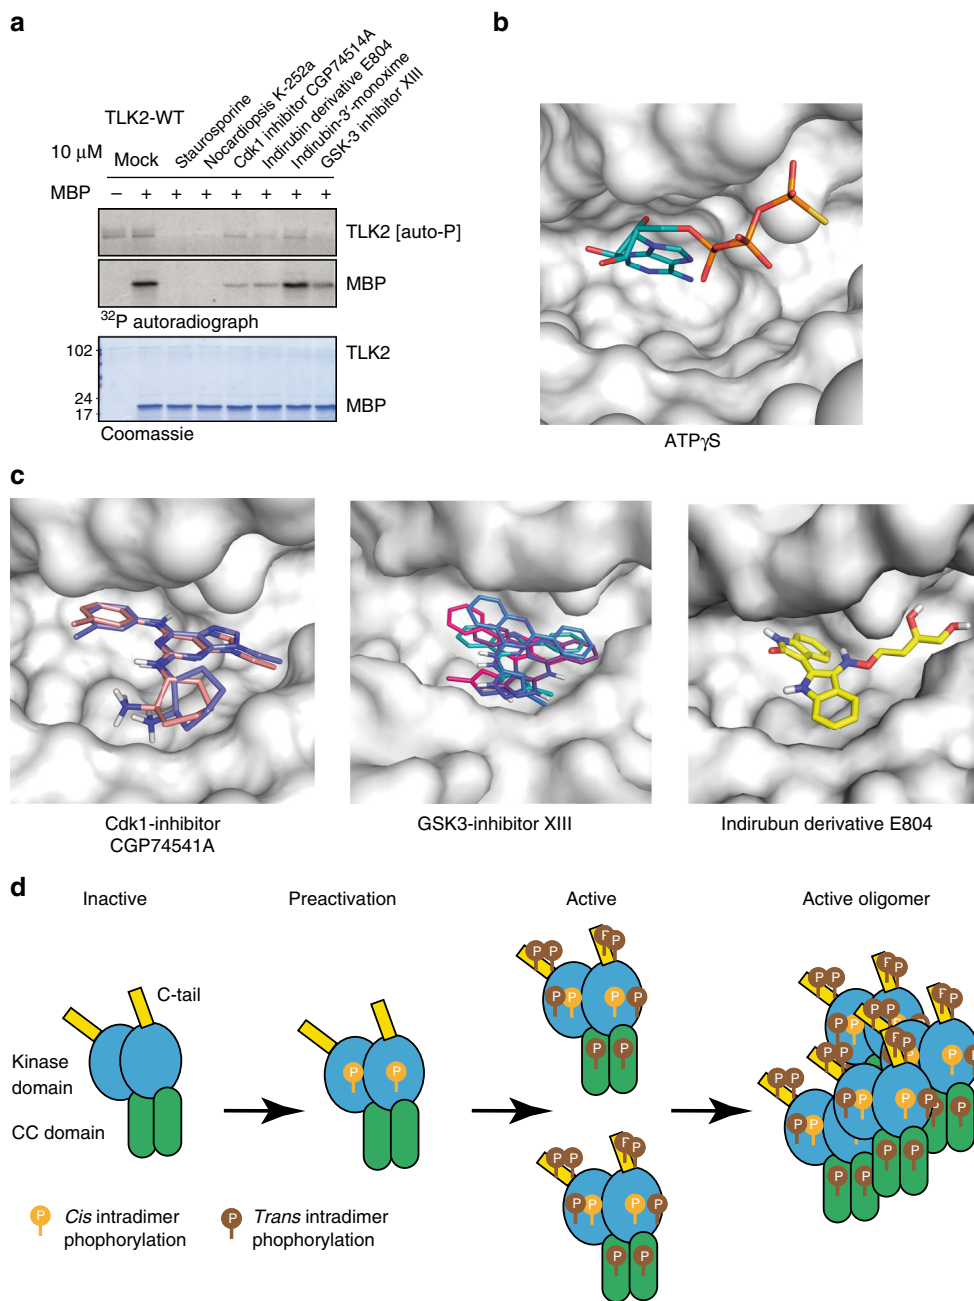 a
TLK2-WT
10 μM
Mock
Staurosporine
Nocardiopsis K-252a
Cdk1 inhibitor CGP74514A
Indirubin derivative E804
Indirubin-3′-monoxime
GSK-3 inhibitor XIII
MBP − + + + + + + +
TLK2 [auto-P]
MBP
32P autoradiograph
102
24
17
TLK2
MBP
Coomassie
b
ATPγS
c
Cdk1-inhibitor
CGP74541A
GSK3-inhibitor XIII
Indirubun derivative E804
d
Inactive
Preactivation
Active
Active oligomer
C-tail
Kinase
domain
CC domain
P P
P P P P
P P P P
P P
P P P P
P P P P
P P
P P P P P P
P P P P P P
P P P P P P
P P P P P P
P Cis intradimer
phophorylation
P Trans intradimer
phophorylation